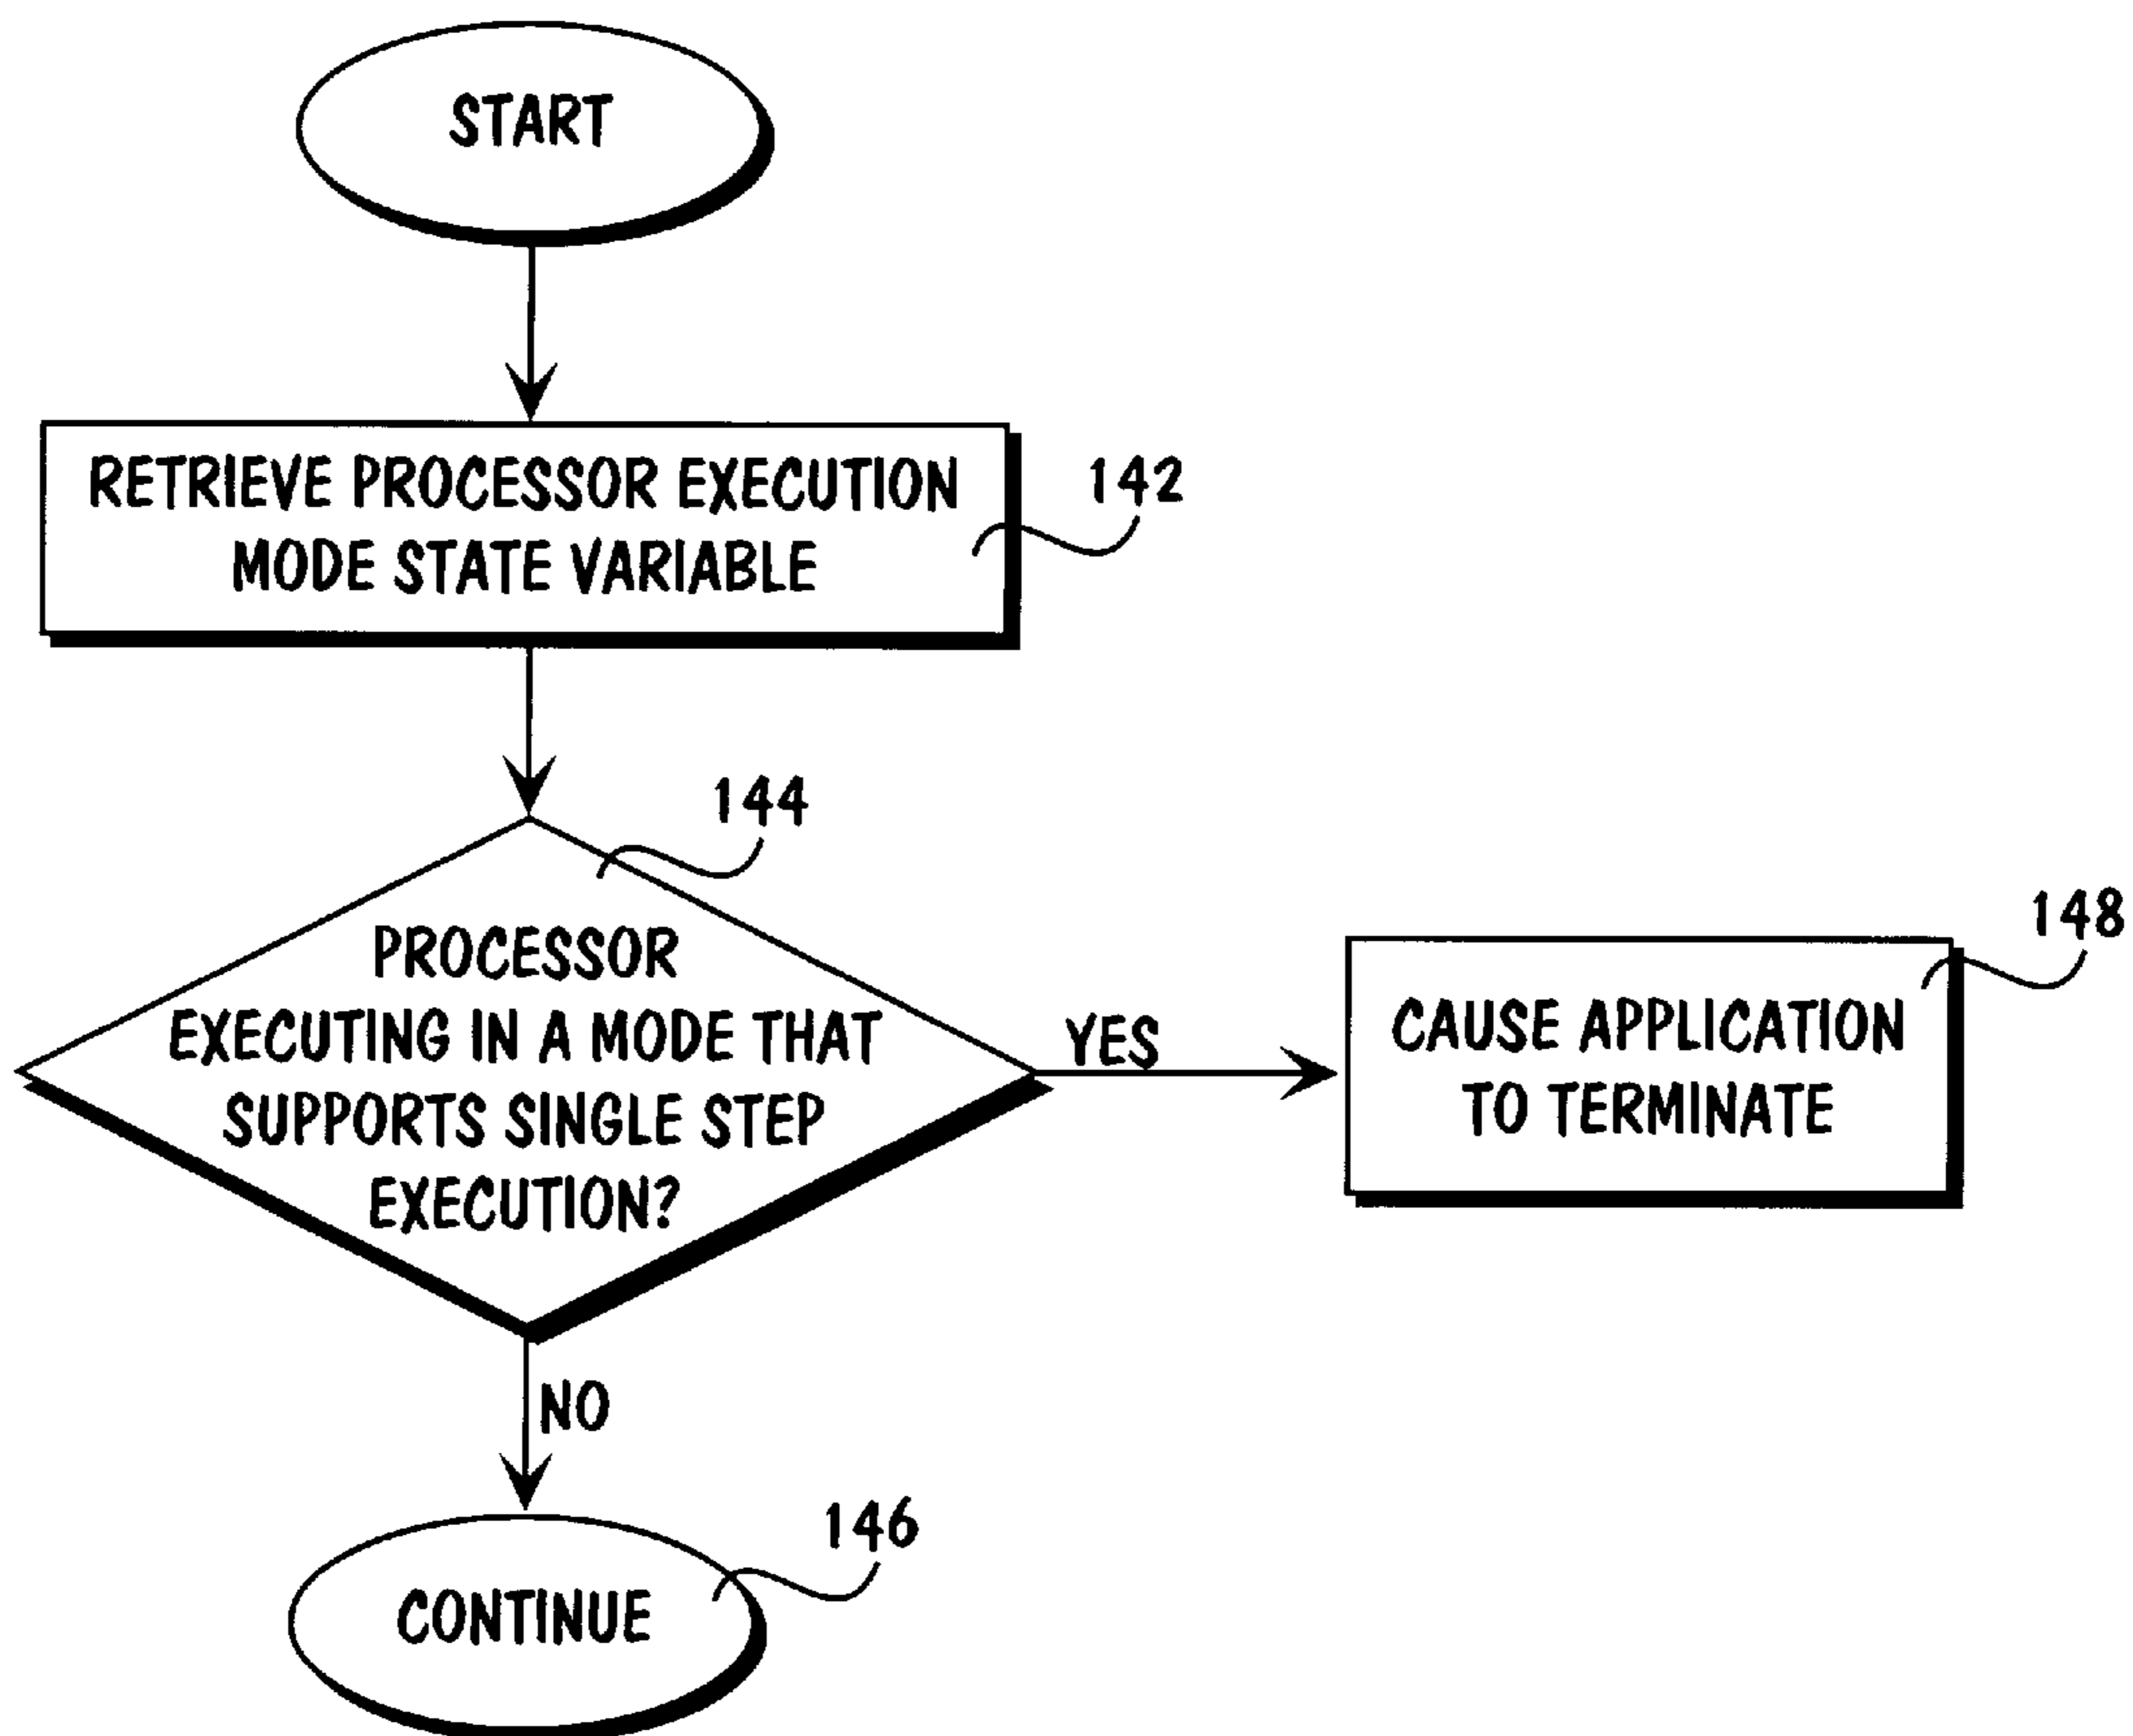 START
RETRIEVE PROCESSOR EXECUTION
MODE STATE VARIABLE
142
144
PROCESSOR
EXECUTING IN A MODE THAT
SUPPORTS SINGLE STEP
EXECUTION?
YES
148
CAUSE APPLICATION
TO TERMINATE
NO
146
CONTINUE